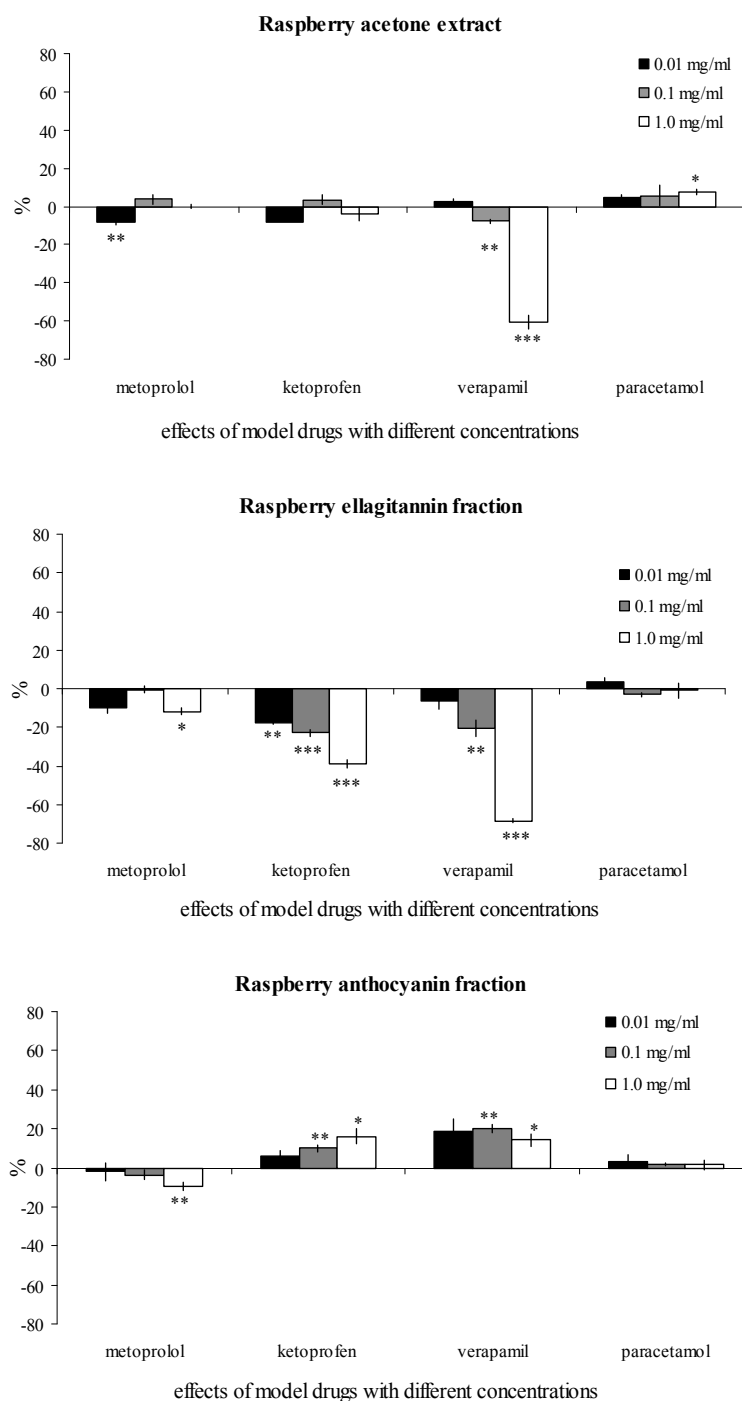 Raspberry acetone extract
80
60
40
20
0
-20
-40
-60
-80
%
0.01 mg/ml
0.1 mg/ml
1.0 mg/ml
**
**
***
*
metoprolol ketoprofen verapamil paracetamol
effects of model drugs with different concentrations
Raspberry ellagitannin fraction
80
60
40
20
0
-20
-40
-60
-80
%
0.01 mg/ml
0.1 mg/ml
1.0 mg/ml
*
**
***
***
**
***
metoprolol ketoprofen verapamil paracetamol
effects of model drugs with different concentrations
Raspberry anthocyanin fraction
80
60
40
20
0
-20
-40
-60
-80
%
0.01 mg/ml
0.1 mg/ml
1.0 mg/ml
**
**
*
**
*
metoprolol ketoprofen verapamil paracetamol
effects of model drugs with different concentrations